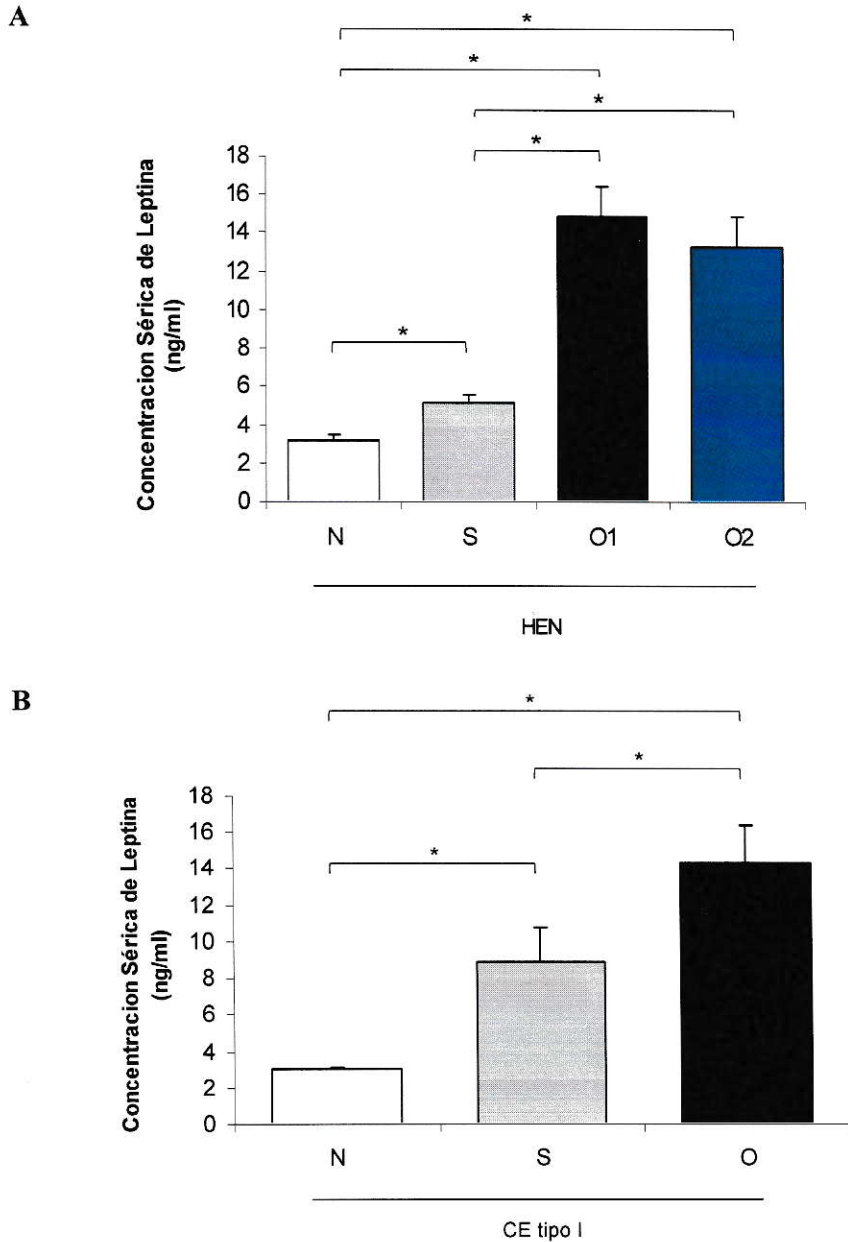 A
*
*
*
*
*
Concentracion Sérica de Leptina
(ng/ml)
18
16
14
12
10
8
6
4
2
0
N S O1 O2
HEN
B
*
*
*
Concentracion Sérica de Leptina
(ng/ml)
18
16
14
12
10
8
6
4
2
0
N S O
CE tipo I